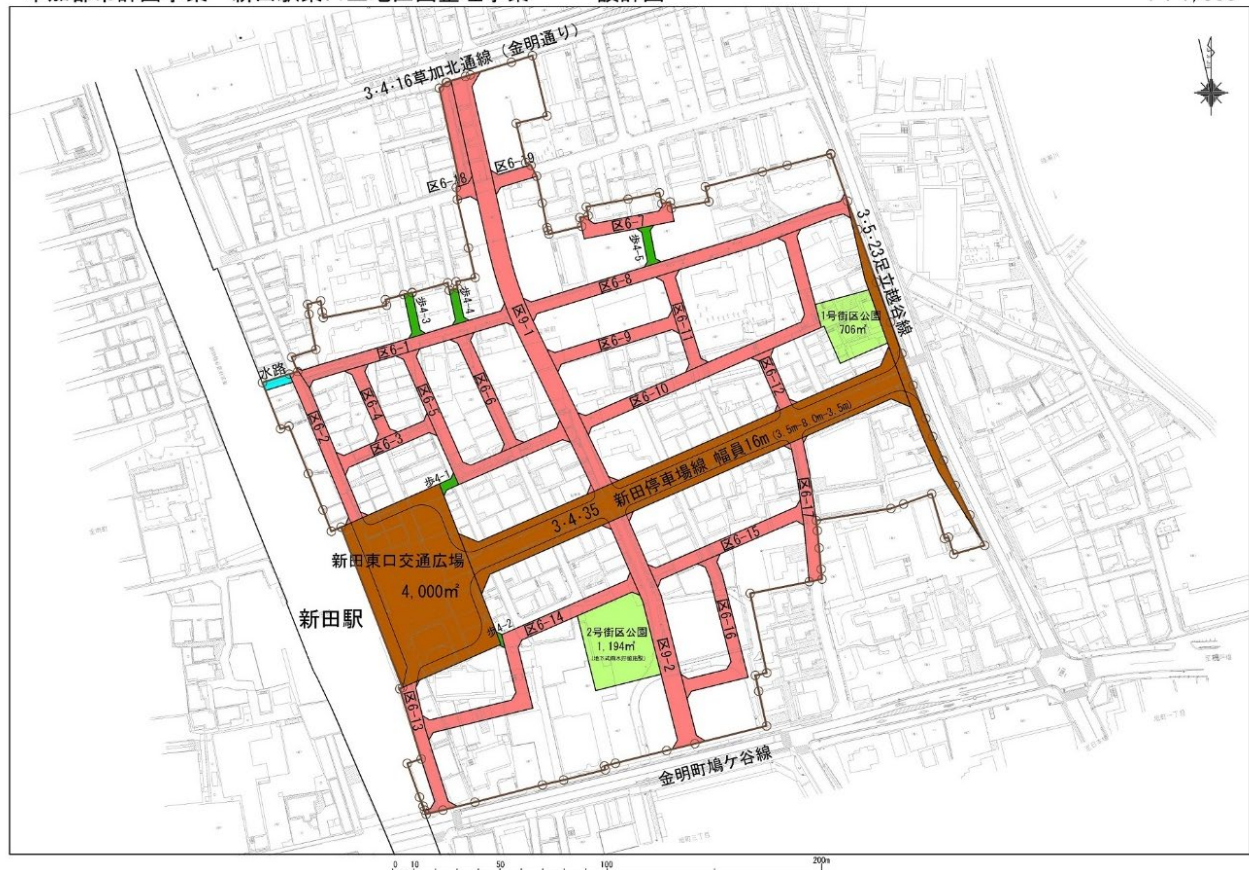 3・4・16草加北通線(金明通り)
区6-19
区6-18
区6-7
歩4-5
3・5・23足立越谷線
区6-8
歩4-3
歩4-4
区9-1
1号街区公園
706㎡
区6-1
区6-9
区6-11
水路
区6-2
区6-4
区6-5
区6-6
区6-10
区6-12
区6-3
歩4-1
3・4・35 新田停車場線 幅員16m (3.5m-8.0m-3.5m)
区6-17
区6-15
新田東口交通広場
4,000㎡
新田駅
歩4-2
区6-14
2号街区公園
1,194㎡
区6-16
区9-2
区6-13
金明町鳩ケ谷線
0 10 50 100 200m